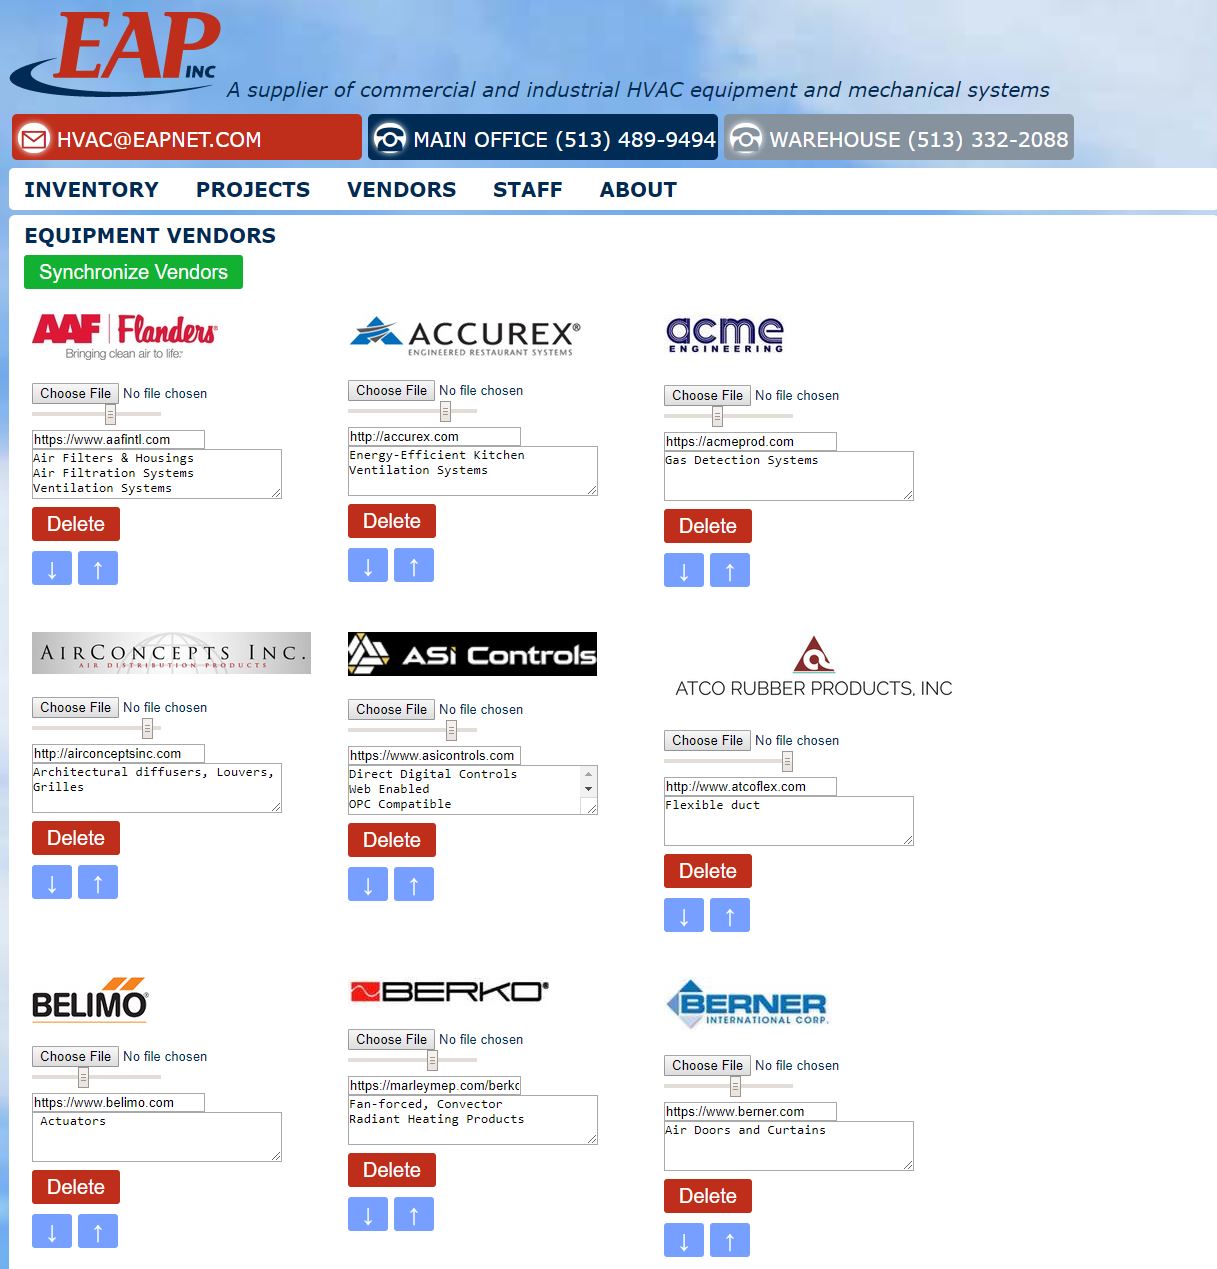 EAP INC
A supplier of commercial and industrial HVAC equipment and mechanical systems
HVAC@EAPNET.COM
MAIN OFFICE (513) 489-9494
WAREHOUSE (513) 332-2088
INVENTORY PROJECTS VENDORS STAFF ABOUT
EQUIPMENT VENDORS
Synchronize Vendors
AAF Flanders®
Bringing clean air to life.™
Choose File No file chosen
https://www.aafintl.com
Air Filters & Housings
Air Filtration Systems
Ventilation Systems
Delete
↓ ↑
ACCUREX®
ENGINEERED RESTAURANT SYSTEMS
Choose File No file chosen
http://accurex.com
Energy-Efficient Kitchen
Ventilation Systems
Delete
↓ ↑
acme
ENGINEERING
Choose File No file chosen
https://acmeprod.com
Gas Detection Systems
Delete
↓ ↑
AIRCONCEPTS INC.
AIR DISTRIBUTION PRODUCTS
Choose File No file chosen
http://airconceptsinc.com
Architectural diffusers, Louvers,
Grilles
Delete
↓ ↑
ASi Controls
Choose File No file chosen
https://www.asicontrols.com
Direct Digital Controls
Web Enabled
OPC Compatible
Delete
↓ ↑
ATCO RUBBER PRODUCTS, INC
Choose File No file chosen
http://www.atcoflex.com
Flexible duct
Delete
↓ ↑
BELIMO®
Choose File No file chosen
https://www.belimo.com
Actuators
Delete
↓ ↑
BERKO®
Choose File No file chosen
https://marleymep.com/berko
Fan-forced, Convector
Radiant Heating Products
Delete
↓ ↑
BERNER
INTERNATIONAL CORP.
Choose File No file chosen
https://www.berner.com
Air Doors and Curtains
Delete
↓ ↑